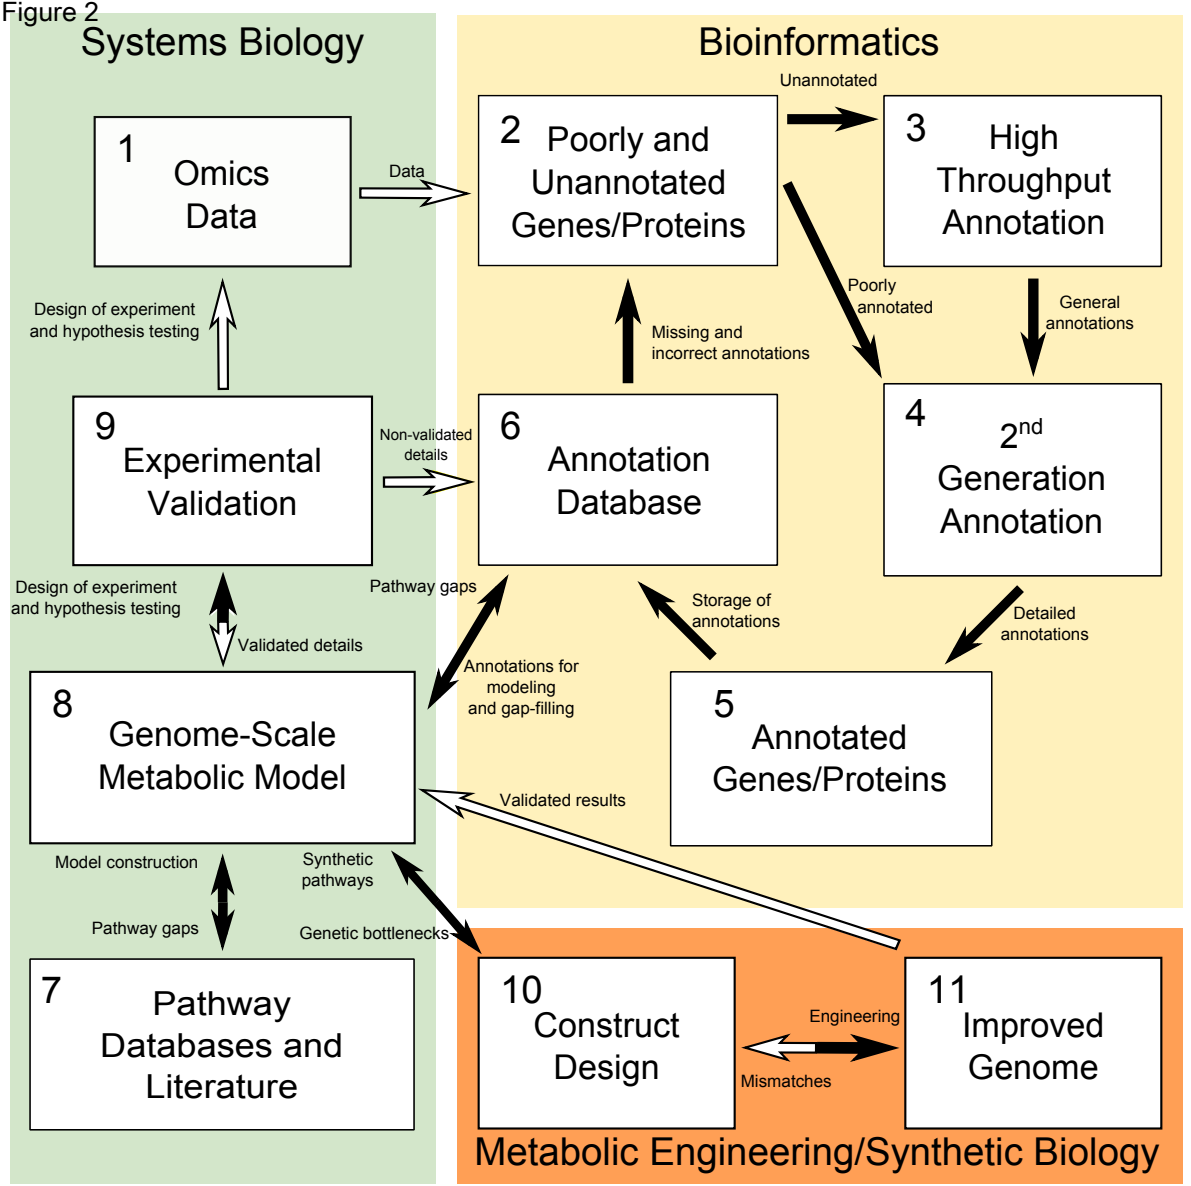 Figure 2
Systems Biology
Bioinformatics
1
Omics
Data
Data
2
Poorly and
Unannotated
Genes/Proteins
Unannotated
3
High
Throughput
Annotation
Design of experiment
and hypothesis testing
Missing and
incorrect annotations
Poorly
annotated
General
annotations
9
Experimental
Validation
Non-validated
details
6
Annotation
Database
4
2nd
Generation
Annotation
Design of experiment
and hypothesis testing
Validated details
Pathway gaps
Annotations for
modeling
and gap-filling
Storage of
annotations
Detailed
annotations
8
Genome-Scale
Metabolic Model
5
Annotated
Genes/Proteins
Validated results
Model construction
Pathway gaps
Synthetic
pathways
Genetic bottlenecks
7
Pathway
Databases and
Literature
10
Construct
Design
Engineering
Mismatches
11
Improved
Genome
Metabolic Engineering/Synthetic Biology